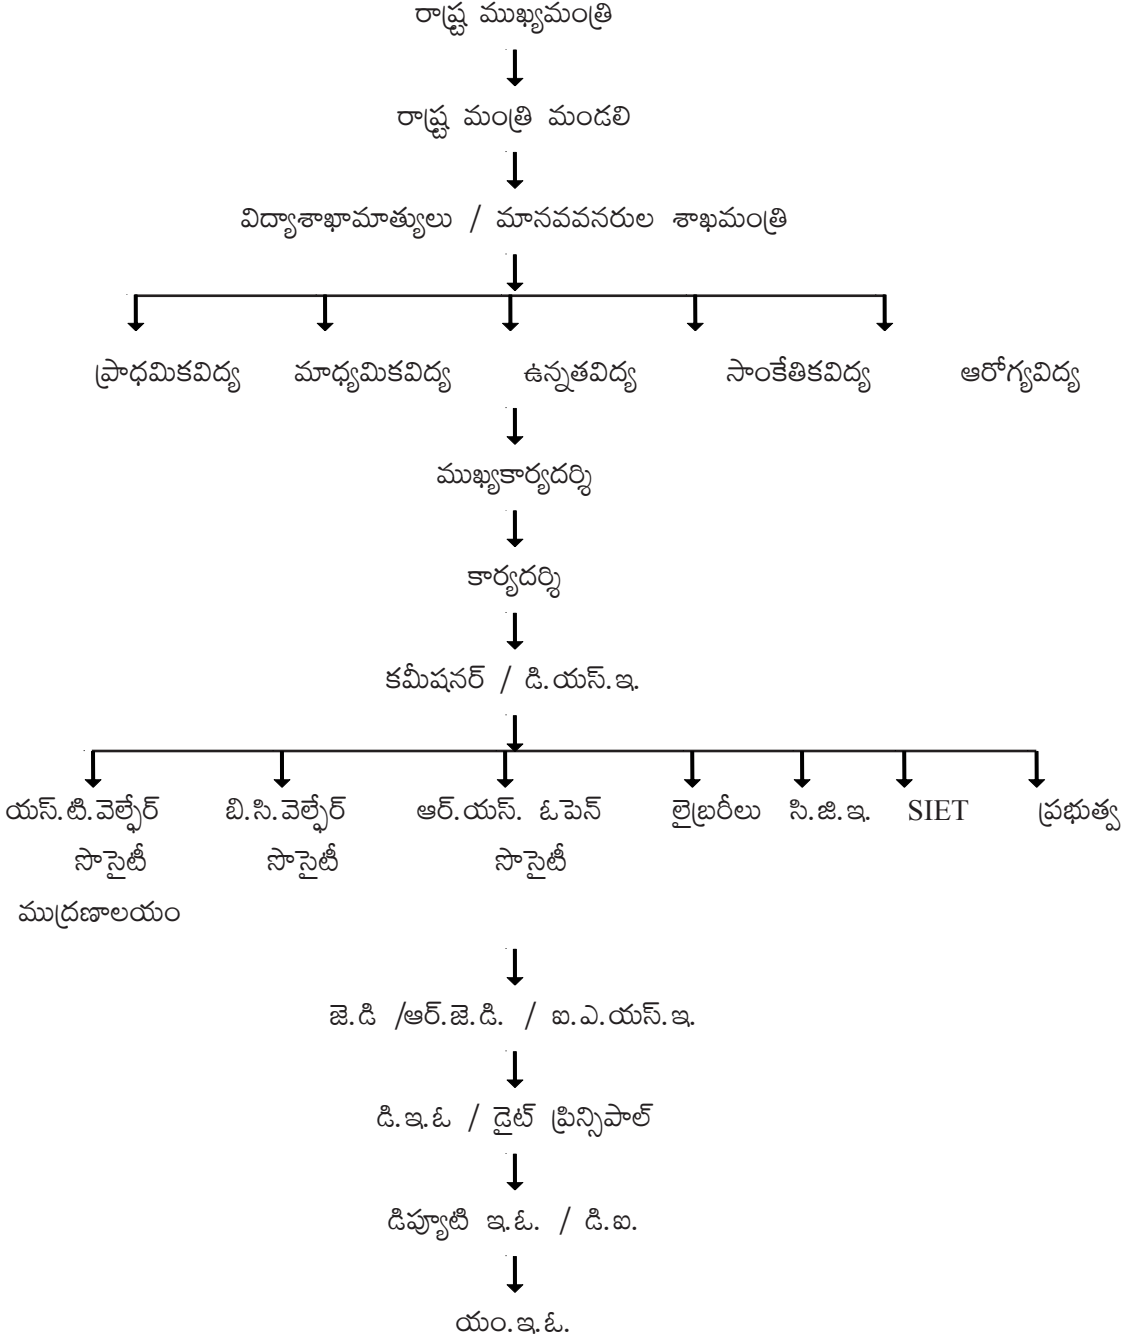 రాష్ట్ర ముఖ్యమంత్రి
రాష్ట్ర మంత్రి మండలి
విద్యాశాఖామాత్యులు / మానవవనరుల శాఖమంత్రి
ప్రాధమికవిద్య మాధ్యమికవిద్య ఉన్నతవిద్య సాంకేతికవిద్య ఆరోగ్యవిద్య
ముఖ్యకార్యదర్శి
కార్యదర్శి
కమీషనర్ / డి.యస్.ఇ.
యస్.టి.వెల్ఫేర్ బి.సి.వెల్ఫేర్ ఆర్.యస్. ఓపెన్ లైబ్రరీలు సి.జి.ఇ. SIET ప్రభుత్వ
సొసైటీ సొసైటీ సొసైటీ
ముద్రణాలయం
జె.డి /ఆర్.జె.డి. / ఐ.ఎ.యస్.ఇ.
డి.ఇ.ఓ / డైట్ ప్రిన్సిపాల్
డిప్యూటి ఇ.ఓ. / డి.ఐ.
యం.ఇ.ఓ.